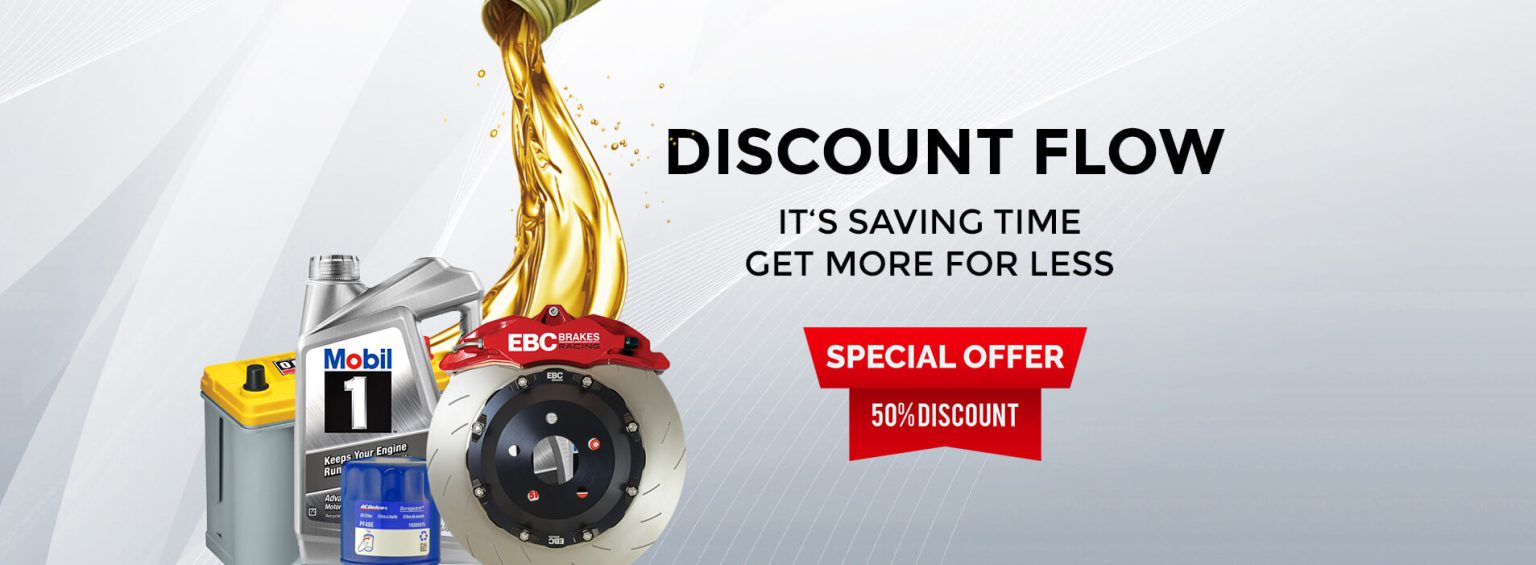 DISCOUNT FLOW
IT‘S SAVING TIME
GET MORE FOR LESS
SPECIAL OFFER
50% DISCOUNT
EBC BRAKES
RACING
EBC
Mobil
1
Keeps Your Engine
ACDelco
Duraguard
PF48E